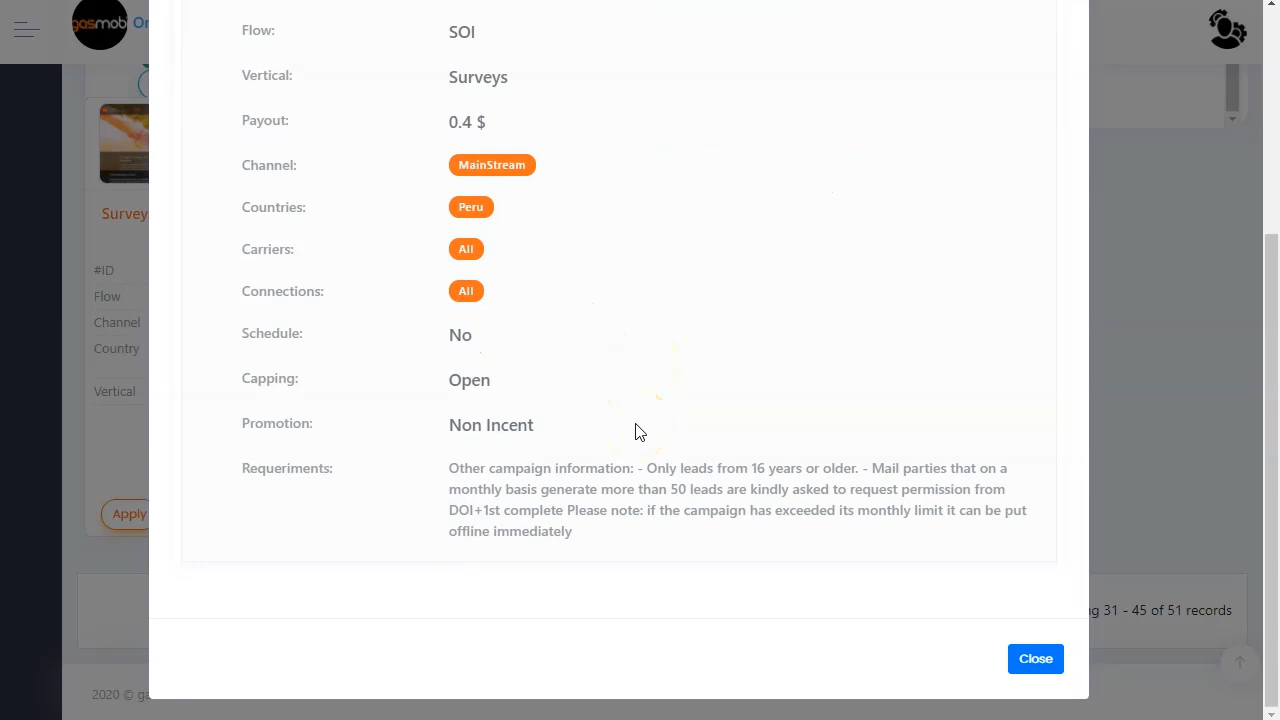 gasmob
Flow: SOI
Vertical: Surveys
Payout: 0.4 $
Channel: MainStream
Countries: Peru
Carriers: All
Connections: All
Schedule: No
Capping: Open
Promotion: Non Incent
Requeriments: Other campaign information: - Only leads from 16 years or older. - Mail parties that on a
monthly basis generate more than 50 leads are kindly asked to request permission from
DOI+1st complete Please note: if the campaign has exceeded its monthly limit it can be put
offline immediately
Survey
#ID
Flow
Channel
Country
Vertical
Apply
31 - 45 of 51 records
Close
2020 ©